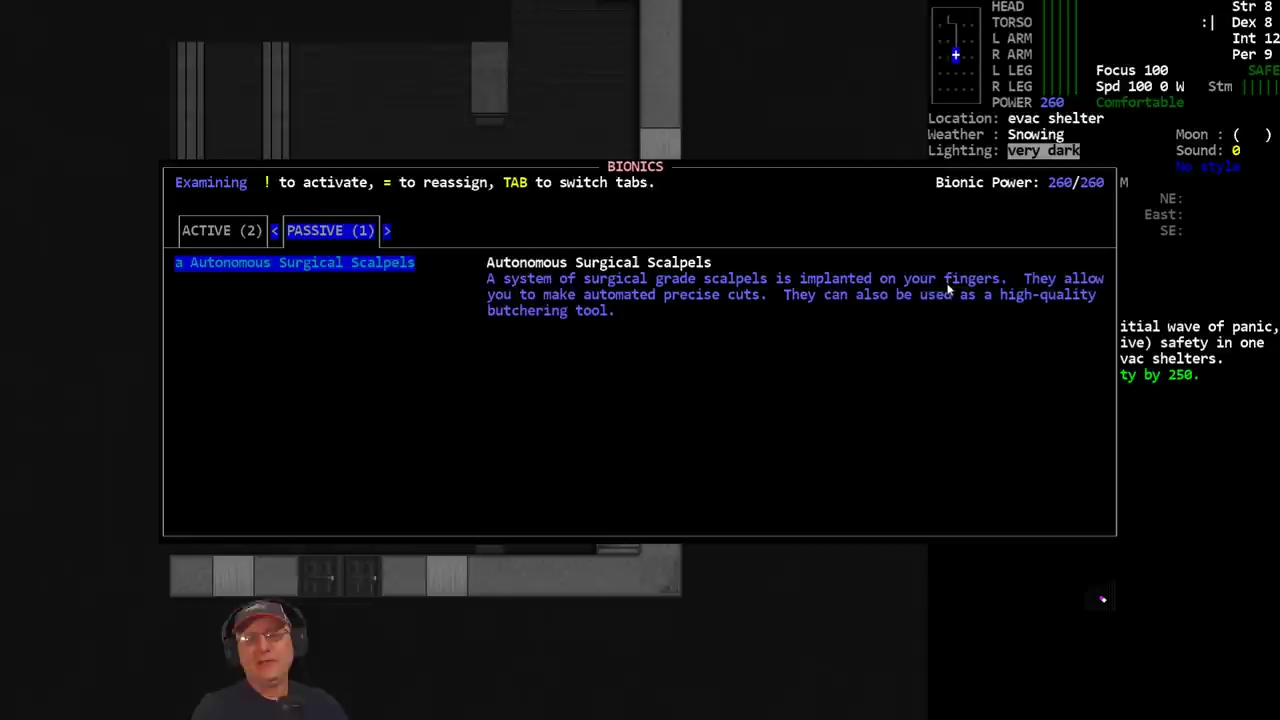 HEAD
TORSO
L ARM
R ARM
L LEG
R LEG
POWER 260
Str 8
:| Dex 8
Int 12
Per 9
Focus 100 SAFE
Spd 100 0 W Stm
Comfortable
Location: evac shelter
Weather : Snowing Moon : ( )
Lighting: very dark Sound: 0
No style
BIONICS
Examining ! to activate, = to reassign, TAB to switch tabs. Bionic Power: 260/260 M
NE:
East:
SE:
ACTIVE (2) < PASSIVE (1) >
a Autonomous Surgical Scalpels
Autonomous Surgical Scalpels
A system of surgical grade scalpels is implanted on your fingers. They allow
you to make automated precise cuts. They can also be used as a high-quality
butchering tool.
itial wave of panic,
ive) safety in one
vac shelters.
ty by 250.